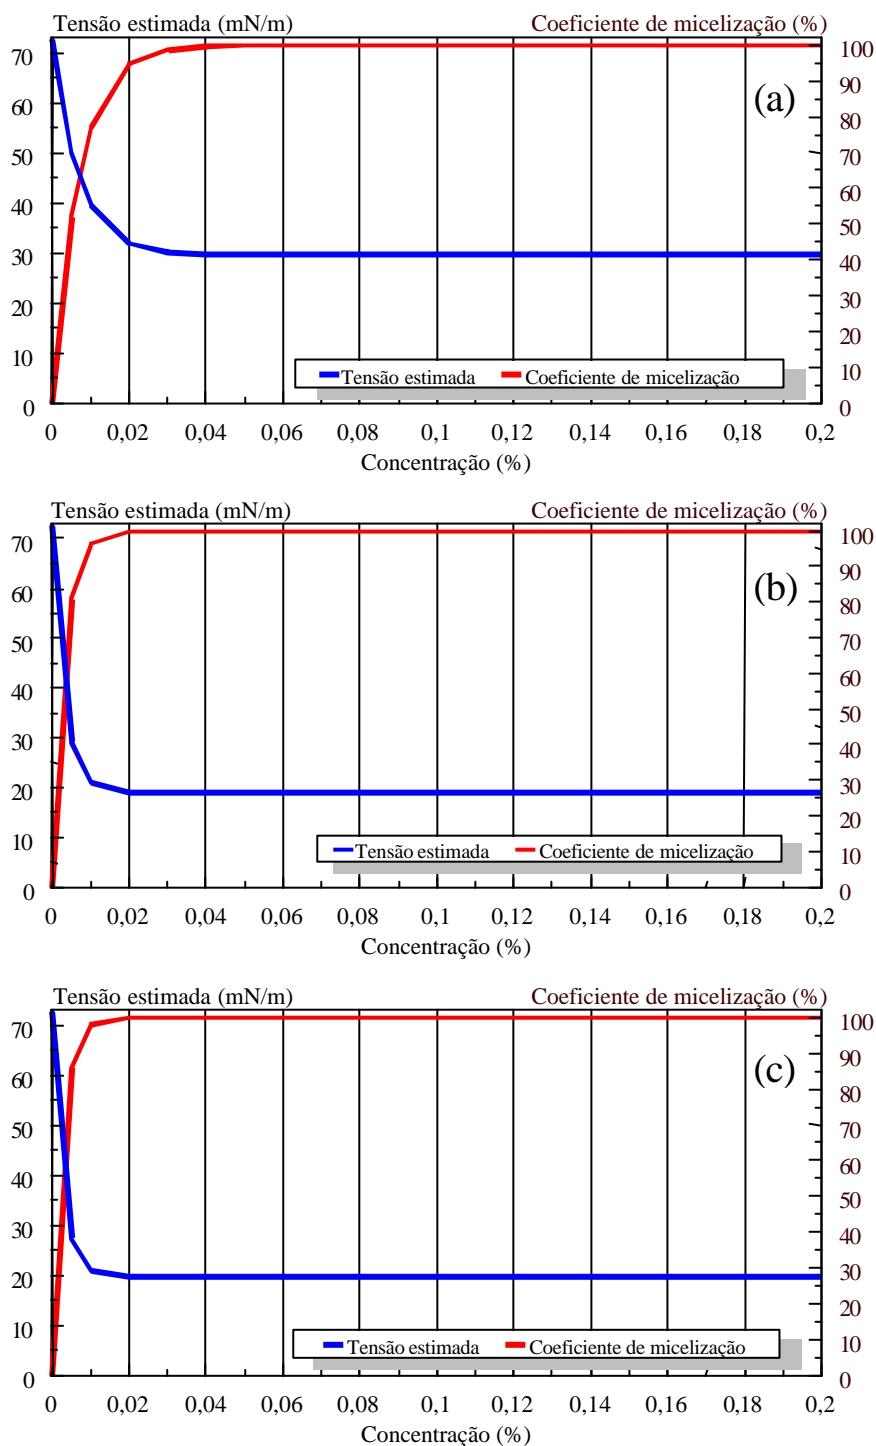 Tensão estimada (mN/m) Coeficiente de micelização (%)
70 100
(a)
90
60
80
50 70
60
40
50
30 40
20 30
20
10
Tensão estimada Coeficiente de micelização
10
0 0
0 0,02 0,04 0,06 0,08 0,1 0,12 0,14 0,16 0,18 0,2
Concentração (%)
Tensão estimada (mN/m) Coeficiente de micelização (%)
70 100
90
(b)
60
80
50 70
60
40
50
30 40
30
20
20
Tensão estimada Coeficiente de micelização
10 10
0 0
0 0,02 0,04 0,06 0,08 0,1 0,12 0,14 0,16 0,18 0,2
Concentração (%)
Tensão estimada (mN/m) Coeficiente de micelização (%)
70 100
90
(c)
60
80
50 70
60
40
50
30 40
20 30
20
10
Tensão estimada Coeficiente de micelização
10
0 0
0 0,02 0,04 0,06 0,08 0,1 0,12 0,14 0,16 0,18 0,2
Concentração (%)